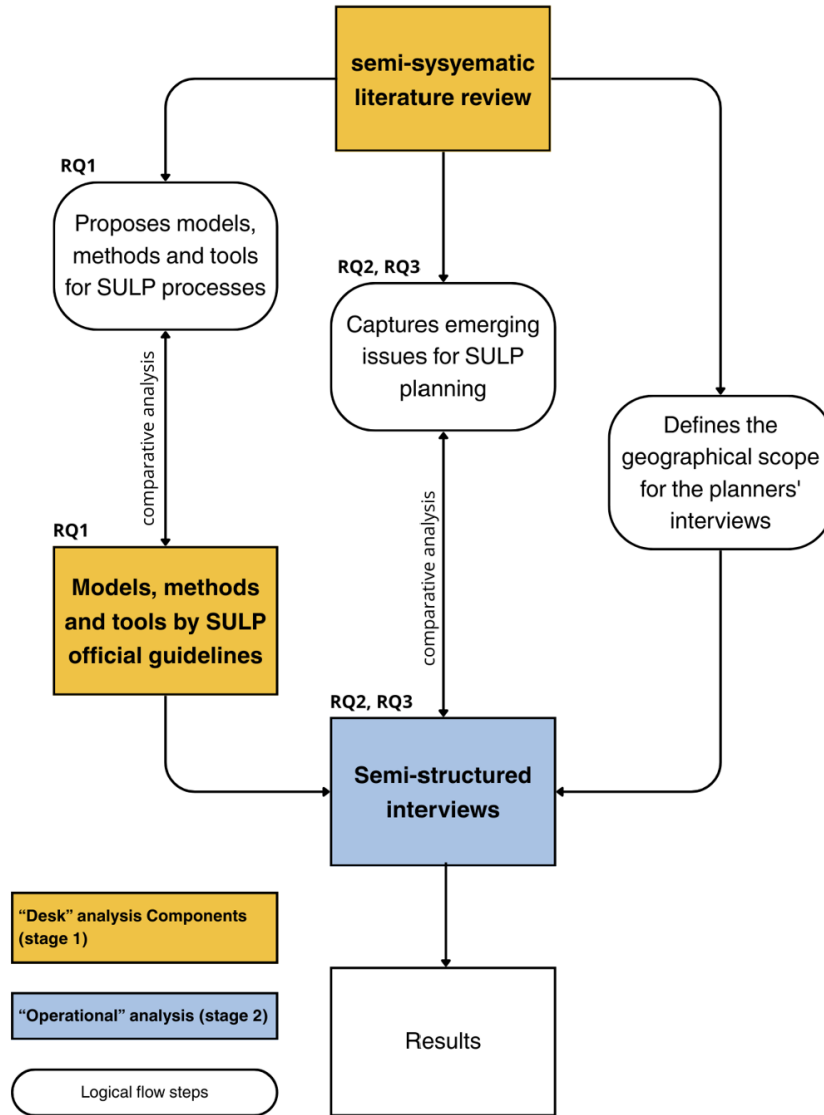 semi-sysyematic
literature review
RQ1
Proposes models,
methods and tools
for SULP processes
RQ2, RQ3
Captures emerging
issues for SULP
planning
Defines the
geographical scope
for the planners'
interviews
comparative analysis
comparative analysis
RQ1
Models, methods
and tools by SULP
official guidelines
RQ2, RQ3
Semi-structured
interviews
“Desk” analysis Components
(stage 1)
“Operational” analysis (stage 2)
Logical flow steps
Results